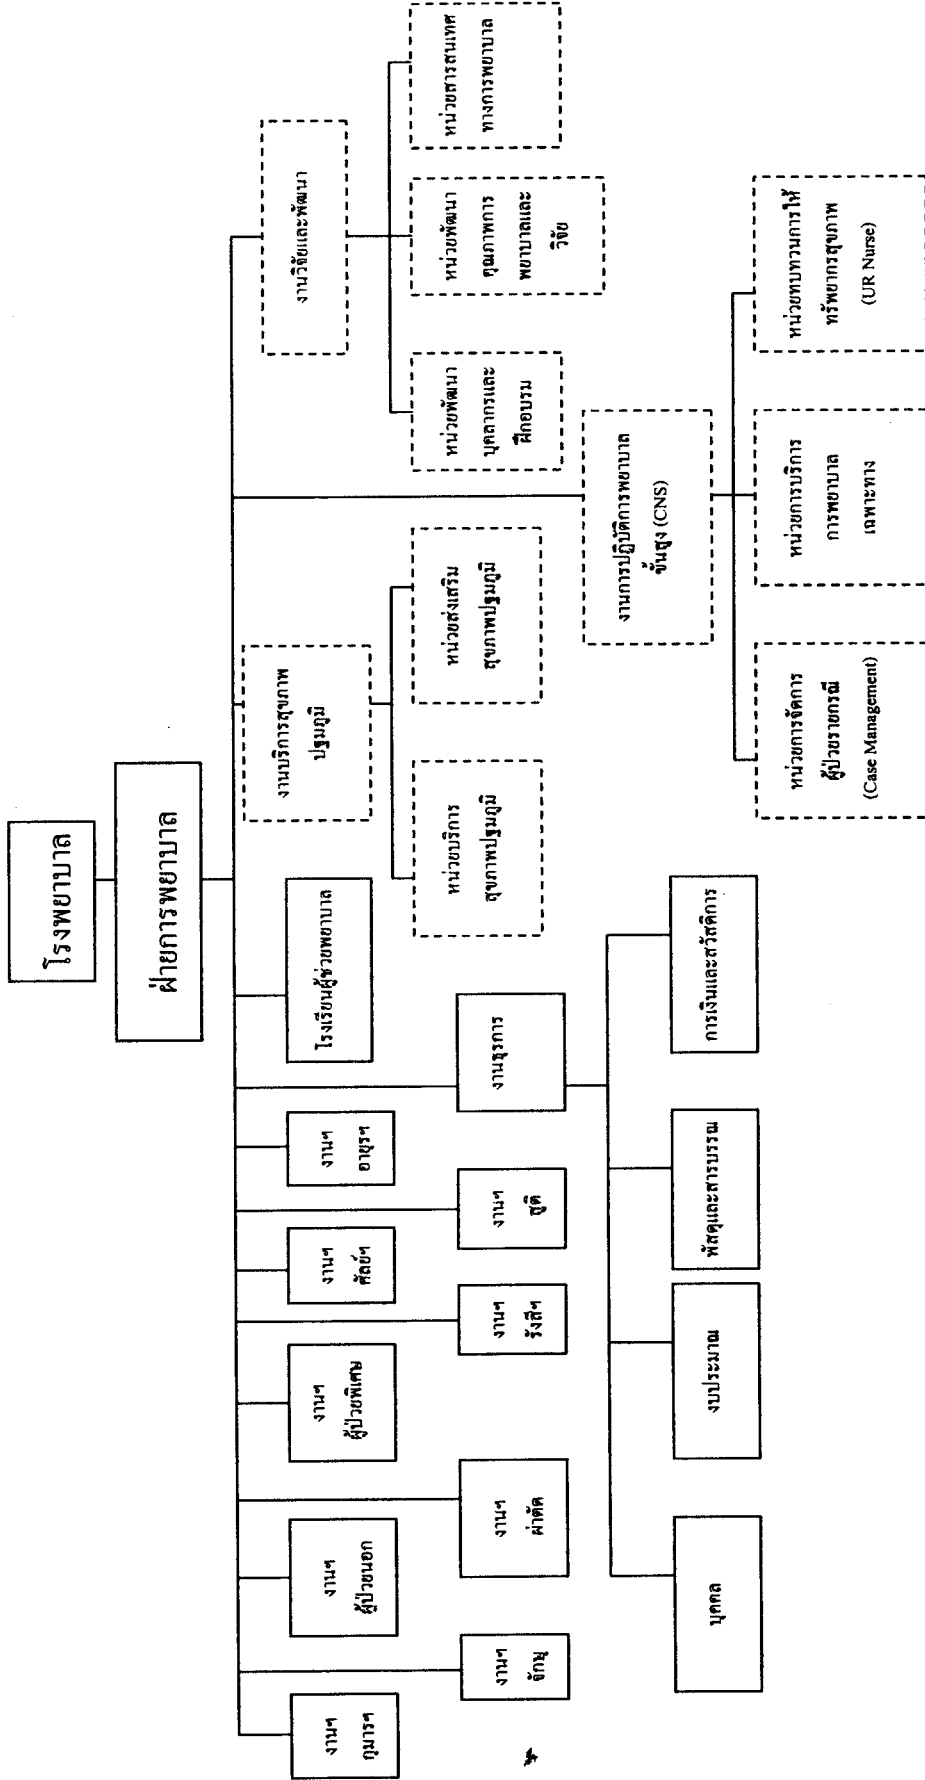 โรงพยาบาล
ฝ่ายการพยาบาล
งานฯ
กุมารฯ
งานฯ
ผู้ป่วยนอก
งานฯ
ผู้ป่วยพิเศษ
งานฯ
ศัลย์ฯ
งานฯ
อายุรฯ
โรงเรียนผู้ช่วยพยาบาล
งานบริการสุขภาพ
ปฐมภูมิ
งานวิจัยและพัฒนา
งานฯ
จักษุ
งานฯ
ผ่าตัด
งานฯ
รังสีฯ
งานฯ
สูติ
งานธุรการ
หน่วยบริการ
สุขภาพปฐมภูมิ
หน่วยส่งเสริม
สุขภาพปฐมภูมิ
หน่วยพัฒนา
บุคลากรและ
ฝึกอบรม
หน่วยพัฒนา
คุณภาพการ
พยาบาลและ
วิจัย
หน่วยสารสนเทศ
ทางการพยาบาล
งานการปฏิบัติการพยาบาล
ขั้นสูง (CNS)
บุคคล
งบประมาณ
พัสดุและสารบรรณ
การเงินและสวัสดิการ
หน่วยการจัดการ
ผู้ป่วยรายกรณี
(Case Management)
หน่วยการบริการ
การพยาบาล
เฉพาะทาง
หน่วยทบทวนการใช้
ทรัพยากรสุขภาพ
(UR Nurse)